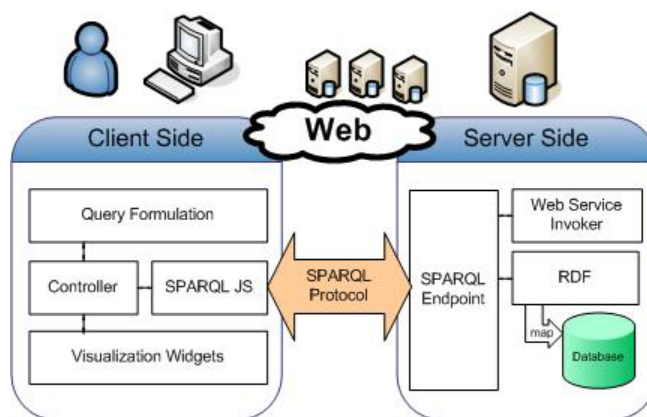 Web
Client Side
Server Side
Query Formulation
Controller
SPARQL JS
Visualization Widgets
SPARQL
Protocol
SPARQL
Endpoint
Web Service
Invoker
RDF
map
Database